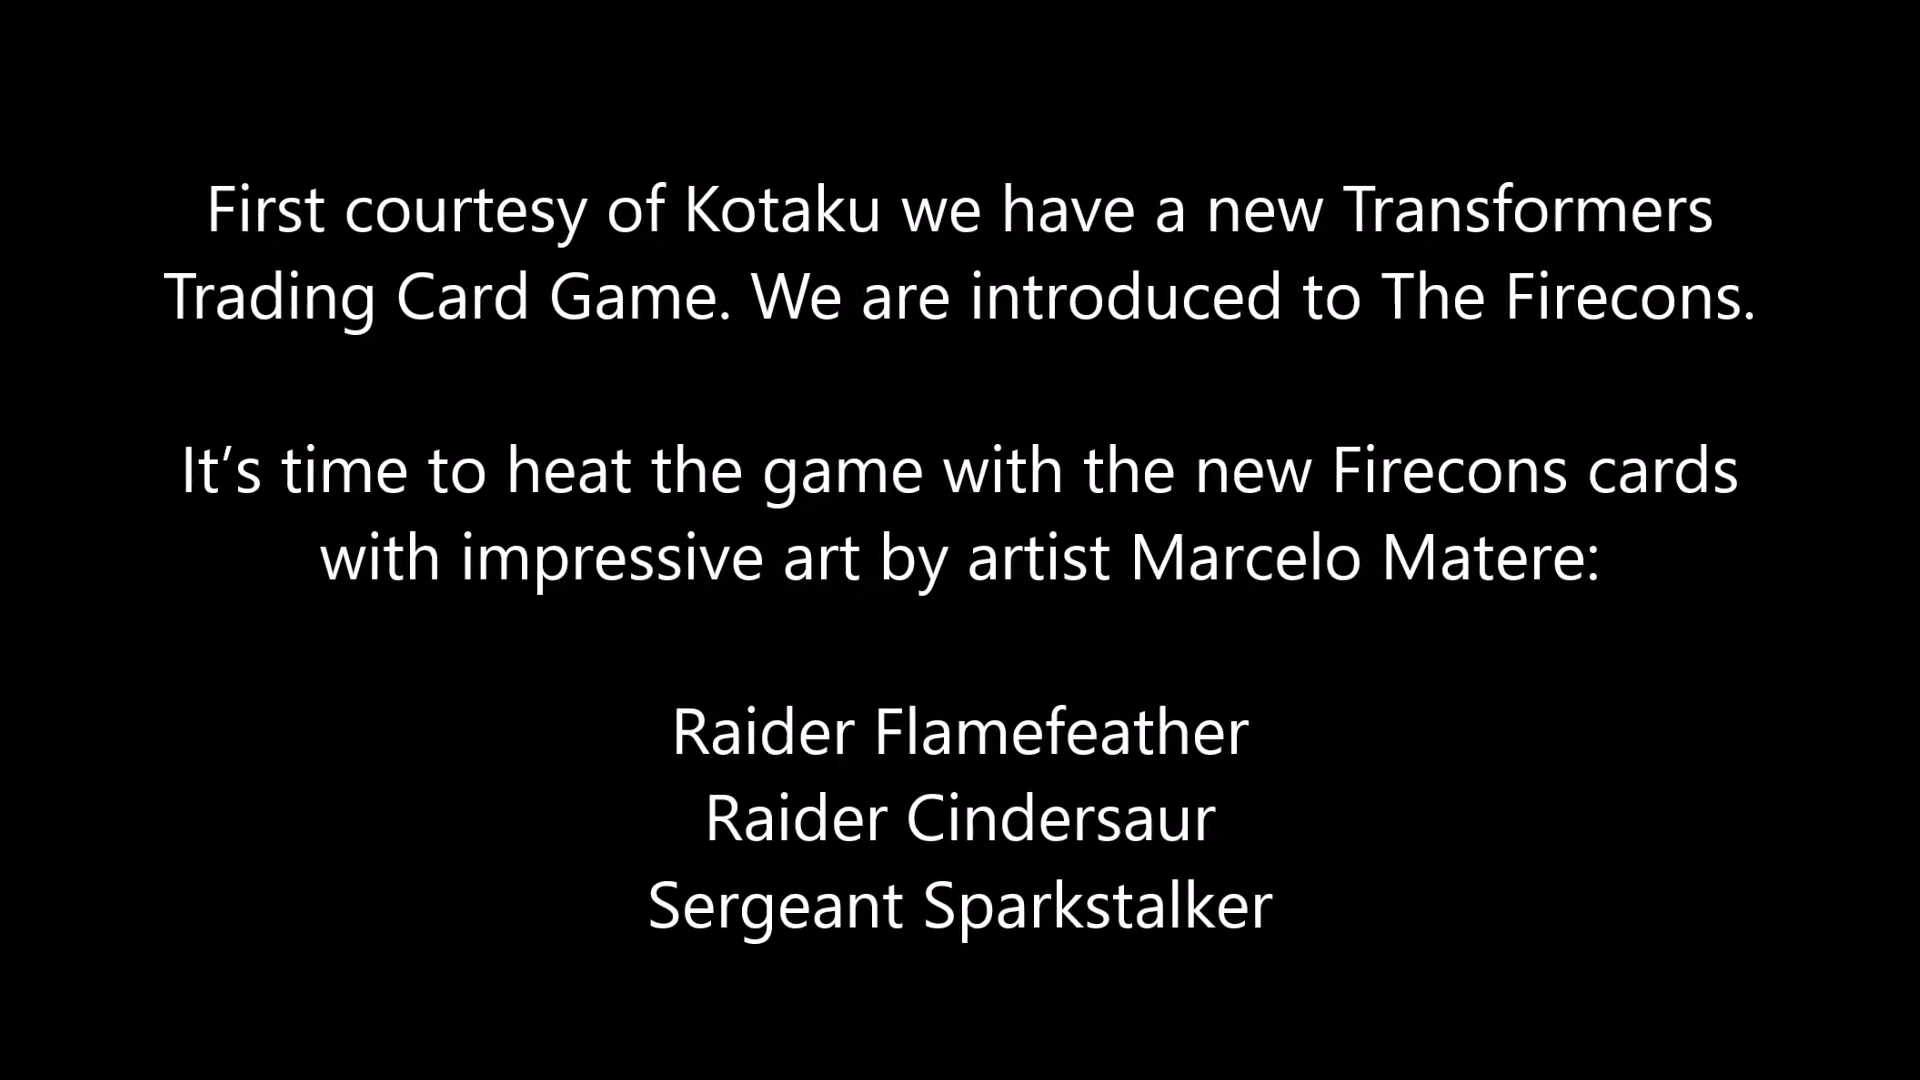 First courtesy of Kotaku we have a new Transformers
Trading Card Game. We are introduced to The Firecons.
It’s time to heat the game with the new Firecons cards
with impressive art by artist Marcelo Matere:
Raider Flamefeather
Raider Cindersaur
Sergeant Sparkstalker